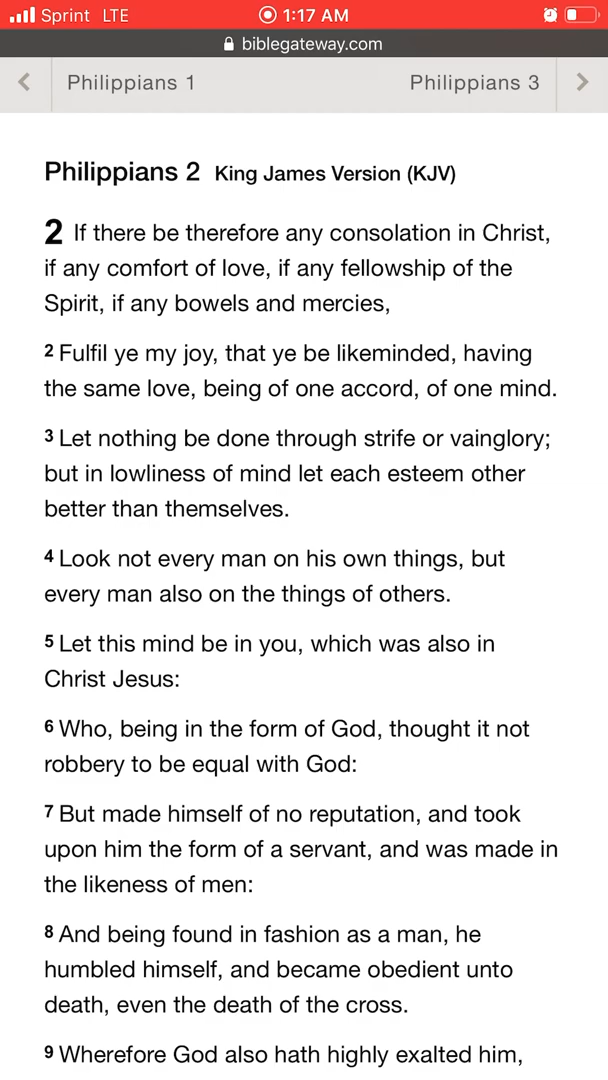 Sprint LTE 1:17 AM
biblegateway.com
Philippians 1 Philippians 3
Philippians 2 King James Version (KJV)
2 If there be therefore any consolation in Christ,
if any comfort of love, if any fellowship of the
Spirit, if any bowels and mercies,
2 Fulfil ye my joy, that ye be likeminded, having
the same love, being of one accord, of one mind.
3 Let nothing be done through strife or vainglory;
but in lowliness of mind let each esteem other
better than themselves.
4 Look not every man on his own things, but
every man also on the things of others.
5 Let this mind be in you, which was also in
Christ Jesus:
6 Who, being in the form of God, thought it not
robbery to be equal with God:
7 But made himself of no reputation, and took
upon him the form of a servant, and was made in
the likeness of men:
8 And being found in fashion as a man, he
humbled himself, and became obedient unto
death, even the death of the cross.
9 Wherefore God also hath highly exalted him,